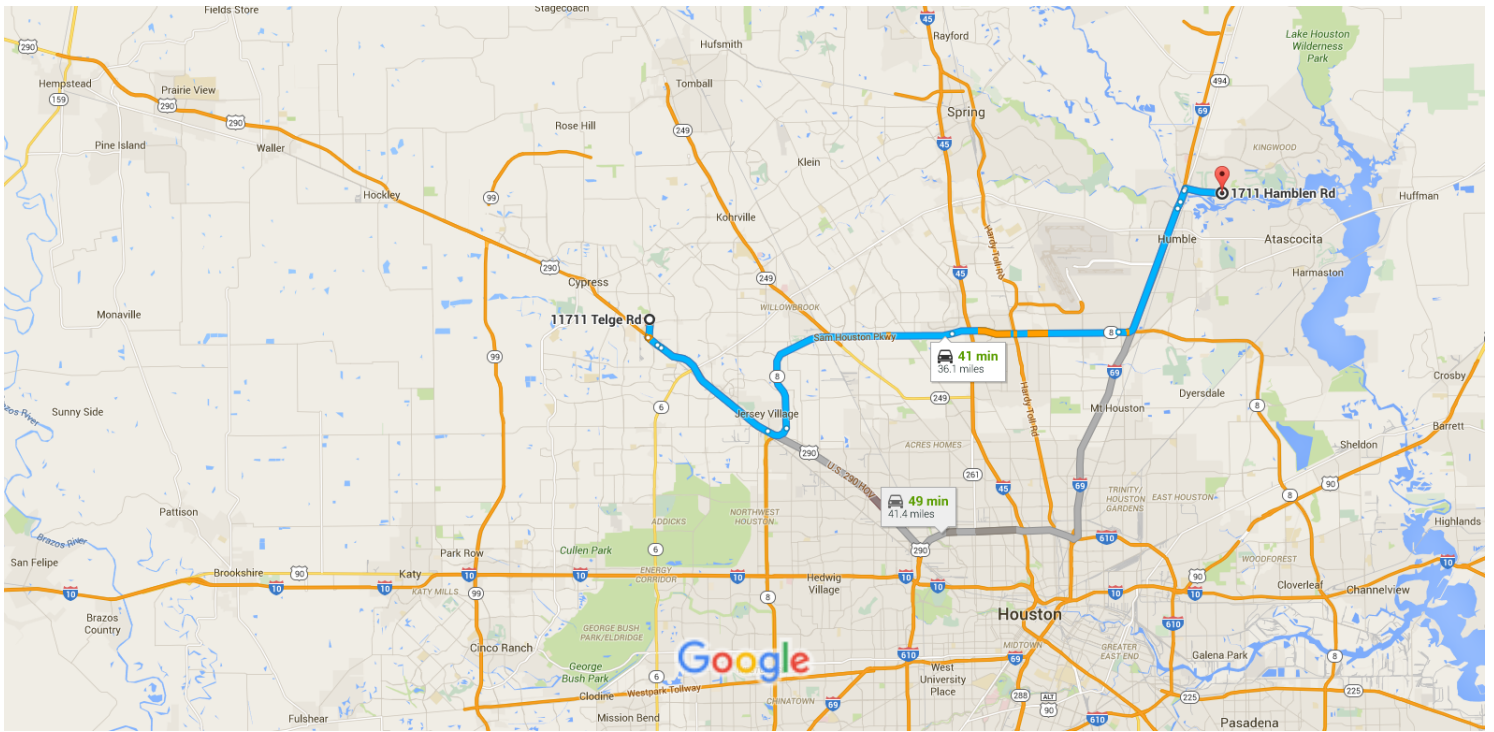 Fields Store
Stagecoach
45
Rayford
Lake Houston
Wilderness
Park
290
Hufsmith
Hempstead
Prairie View
Tomball
494
159
290
69
290
Spring
249
Rose Hill
45
Pine Island
Waller
KINGWOOD
Klein
Hockley
99
1711 Hamblen Rd
Huffman
Kohrville
Hardy Toll Rd
Humble
Atascocita
290
45
Cypress
249
Harmaston
WILLOWBROOK
Monaville
11711 Telge Rd
Sam Houston Pkwy
8
99
41 min
36.1 miles
69
8
Crosby
6
249
Dyersdale
8
Brazos River
Sunny Side
Jersey Village
Mt Houston
Hardy Toll Rd
Barrett
ACRES HOMES
Sheldon
290
U.S. 290 HOV
261
45
69
90
49 min
41.4 miles
TRINITY/
HOUSTON
GARDENS
EAST HOUSTON
8
90
Pattison
ADDICKS
NORTHWEST
HOUSTON
Highlands
Brazos River
Cullen Park
6
290
610
San Felipe
Park Row
WOODFOREST
Brookshire
90
Katy
10
10
ENERGY
CORRIDOR
10
Hedwig
Village
10
10
90
10
Cloverleaf
Channelview
10
10
10
KATY MILLS
99
8
10
Brazos
Country
Houston
610
GEORGE BUSH
PARK/ELDRIDGE
Cinco Ranch
Google
610
69
MIDTOWN
GREATER
EAST END
Galena Park
8
George
Bush Park
6
West
University
Place
Clodine
Westpark Tollway
288
ALT
90
225
225
CHINATOWN
69
Fulshear
Mission Bend
610
Pasadena